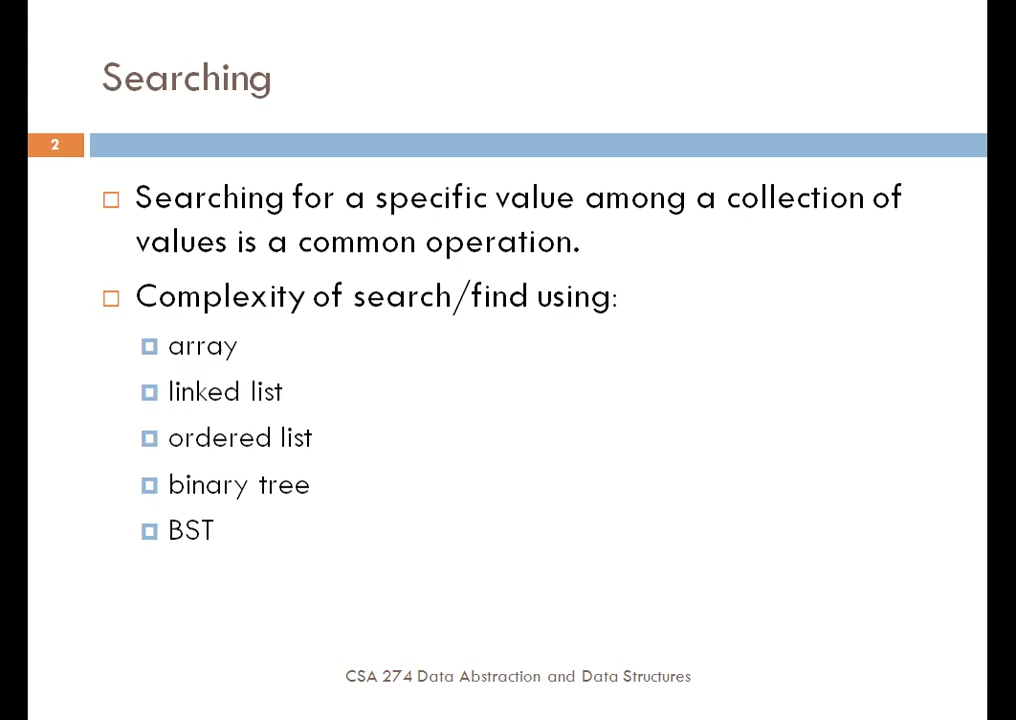 Searching
2
Searching for a specific value among a collection of
values is a common operation.
Complexity of search/find using:
array
linked list
ordered list
binary tree
BST
CSA 274 Data Abstraction and Data Structures